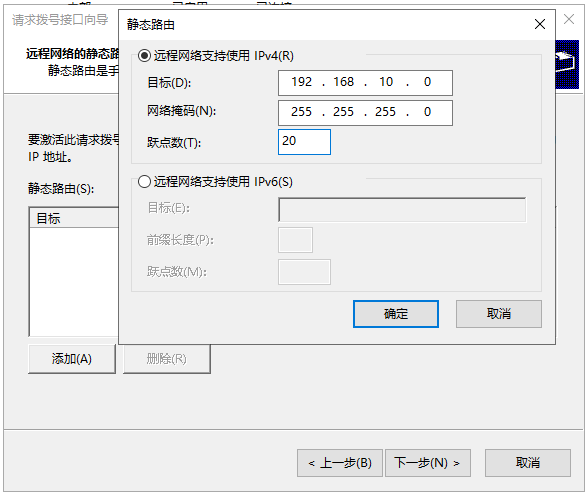 请求拨号接口向导
远程网络的静态路
静态路由是手
要激活此请求拨号
IP 地址。
静态路由(S):
目标
添加(A)
删除(R)
静态路由
远程网络支持使用 IPv4(R)
目标(D):
192 . 168 . 10 . 0
网络掩码(N):
255 . 255 . 255 . 0
跃点数(T):
20
远程网络支持使用 IPv6(S)
目标(E):
前缀长度(P):
跃点数(M):
确定
取消
< 上一步(B)
下一步(N) >
取消